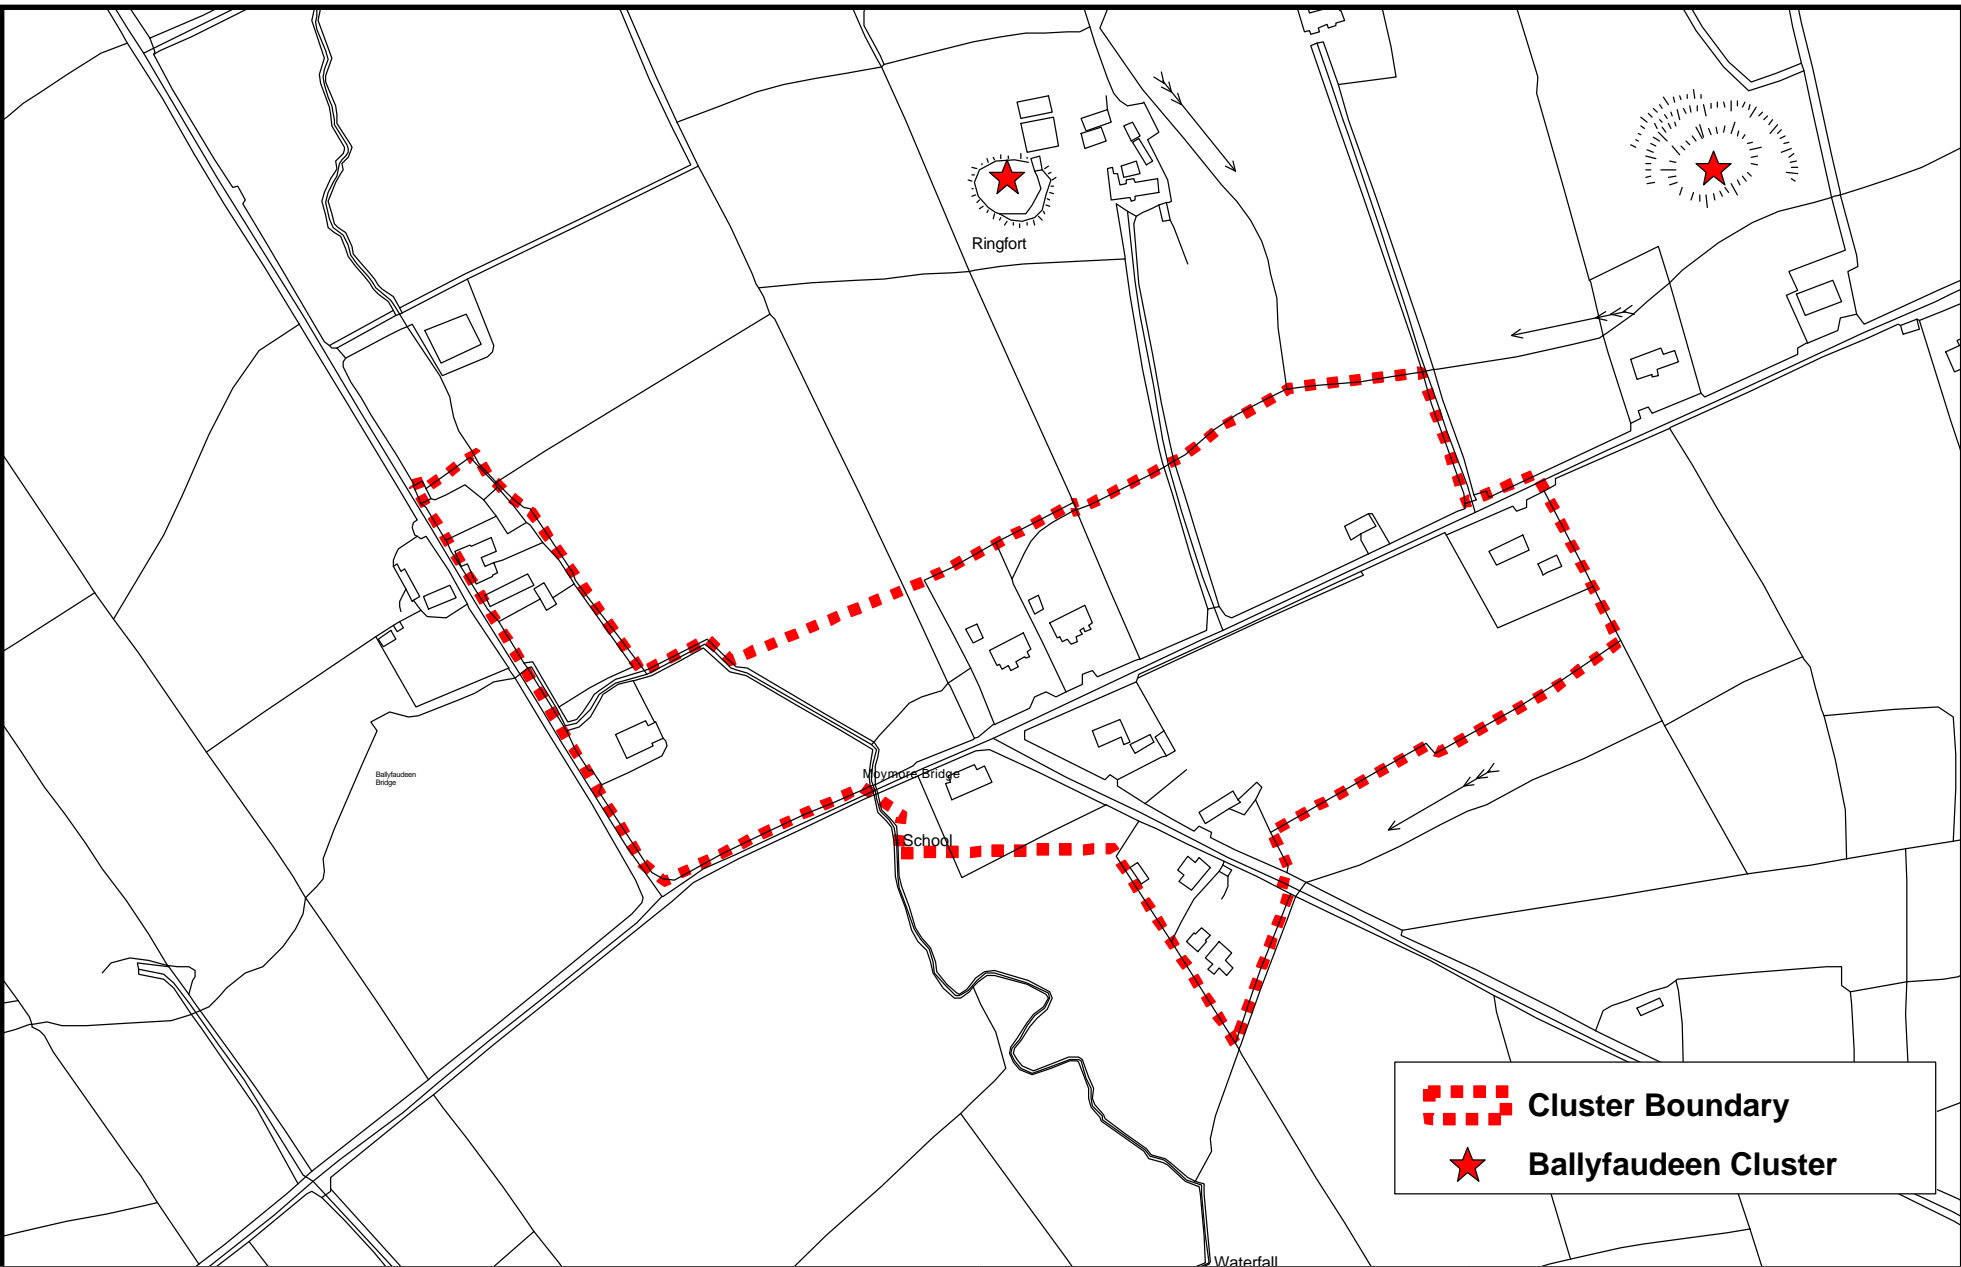 Ringfort
Ballyfaudeen
Bridge
Moymore Bridge
School
Cluster Boundary
Ballyfaudeen Cluster
Waterfall